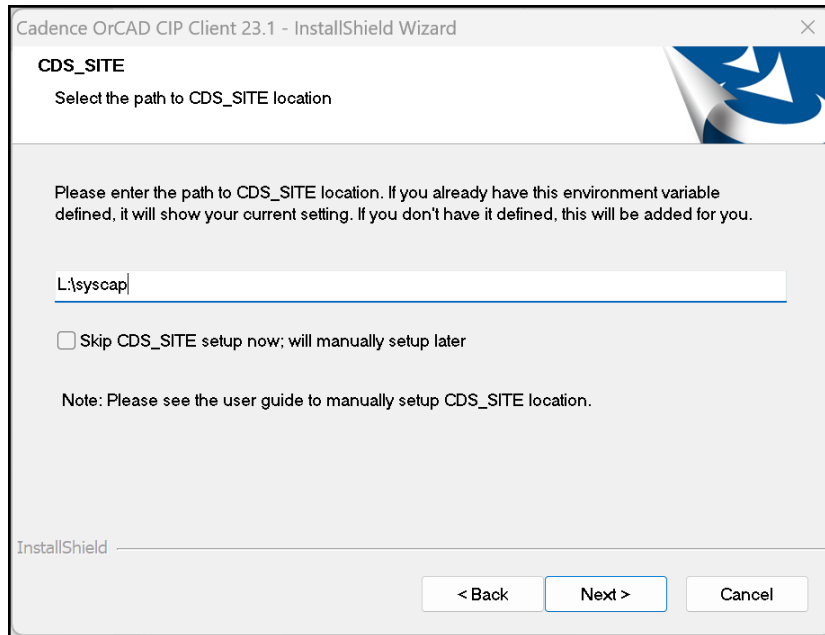 Cadence OrCAD CIP Client 23.1 - InstallShield Wizard
CDS_SITE
Select the path to CDS_SITE location
Please enter the path to CDS_SITE location. If you already have this environment variable
defined, it will show your current setting. If you don't have it defined, this will be added for you.
L:\syscap
Skip CDS_SITE setup now; will manually setup later
Note: Please see the user guide to manually setup CDS_SITE location.
InstallShield
< Back
Next >
Cancel